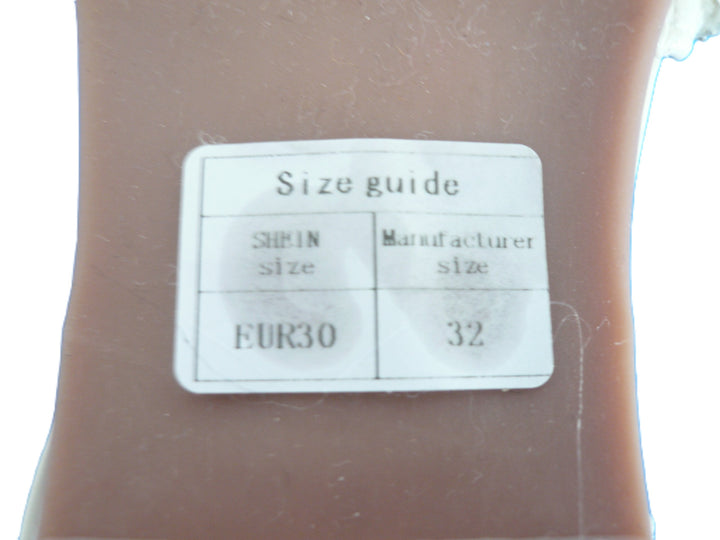 Size guide
SHEIN Manufacturer
size size
EUR30 32